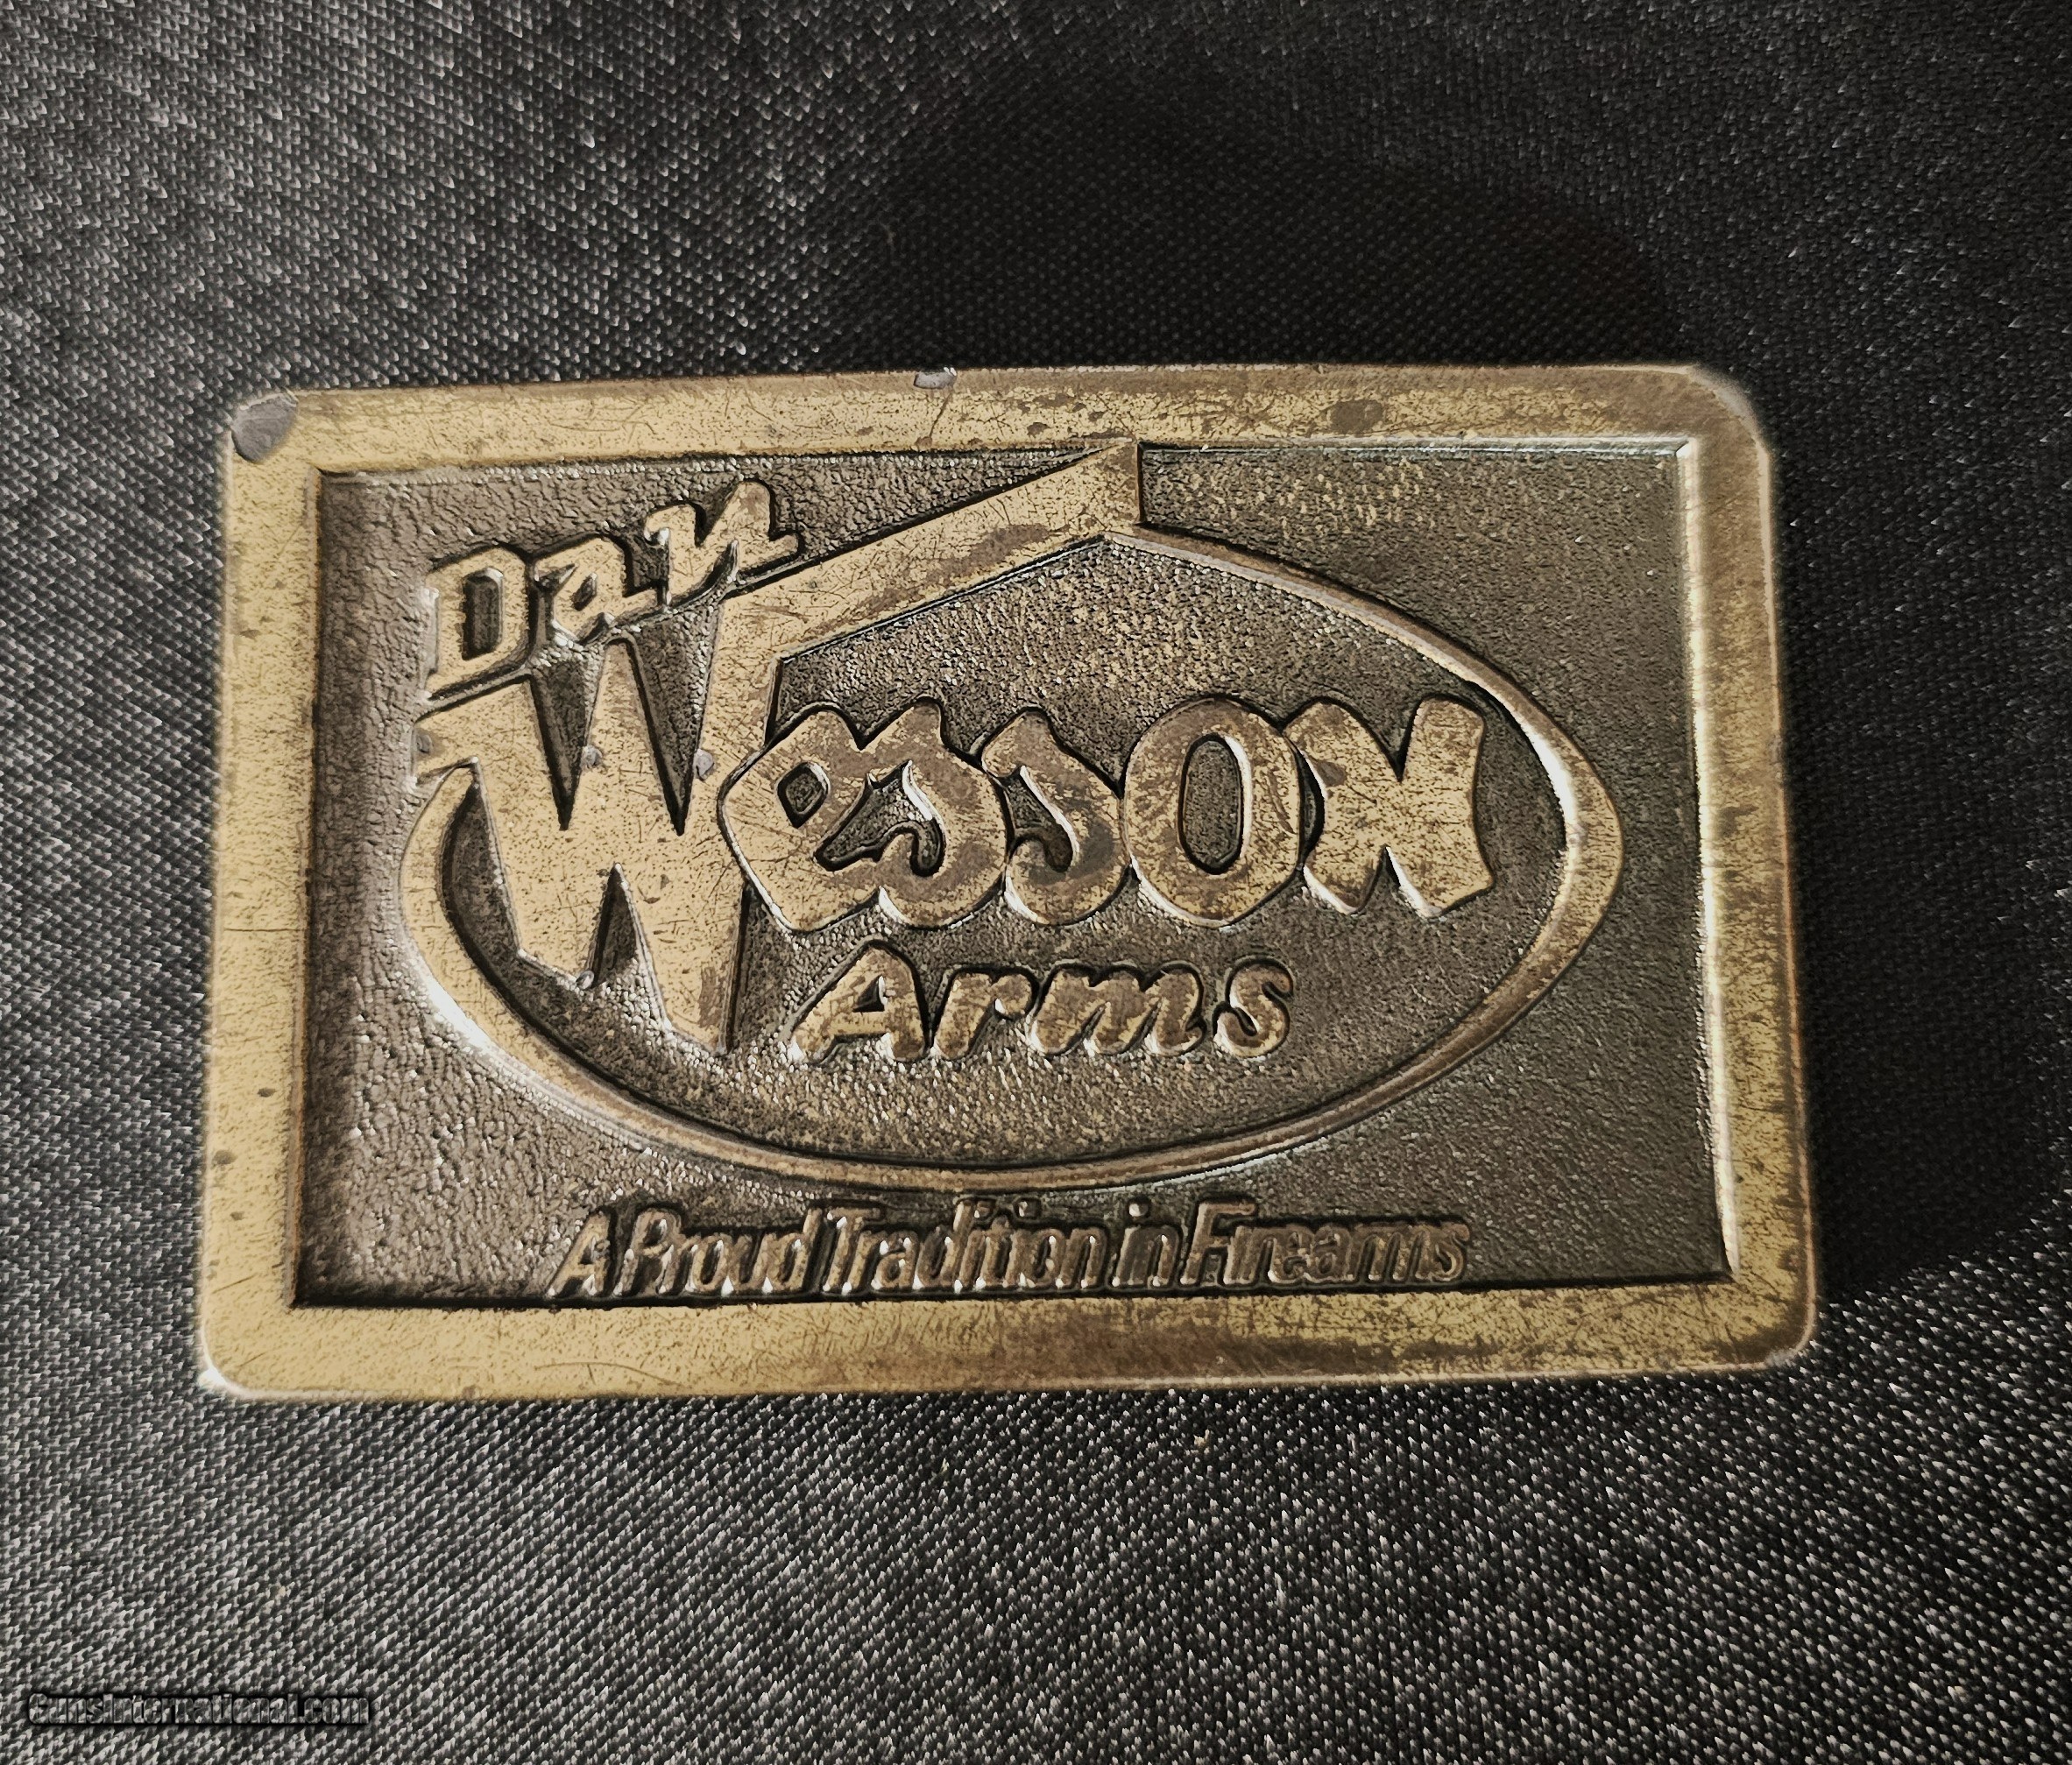 Dan
Wesson
Arms
A Proud Tradition in Firearms
GunsInternational.com